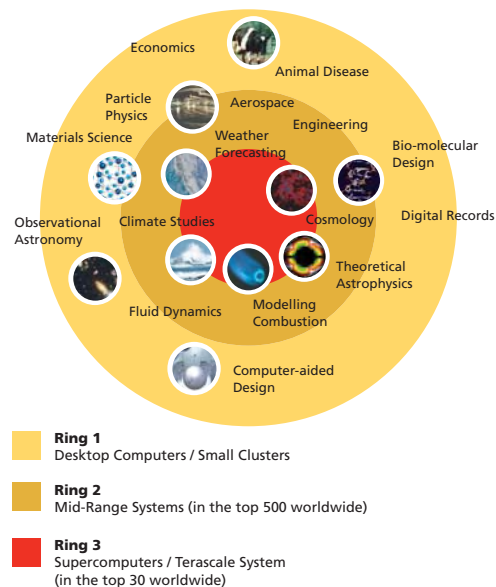 Economics
Animal Disease
Particle
Physics
Aerospace
Engineering
Materials Science
Weather
Forecasting
Bio-molecular
Design
Observational
Astronomy
Climate Studies
Cosmology
Digital Records
Theoretical
Astrophysics
Fluid Dynamics
Modelling
Combustion
Computer-aided
Design
Ring 1
Desktop Computers / Small Clusters
Ring 2
Mid-Range Systems (in the top 500 worldwide)
Ring 3
Supercomputers / Terascale System
(in the top 30 worldwide)